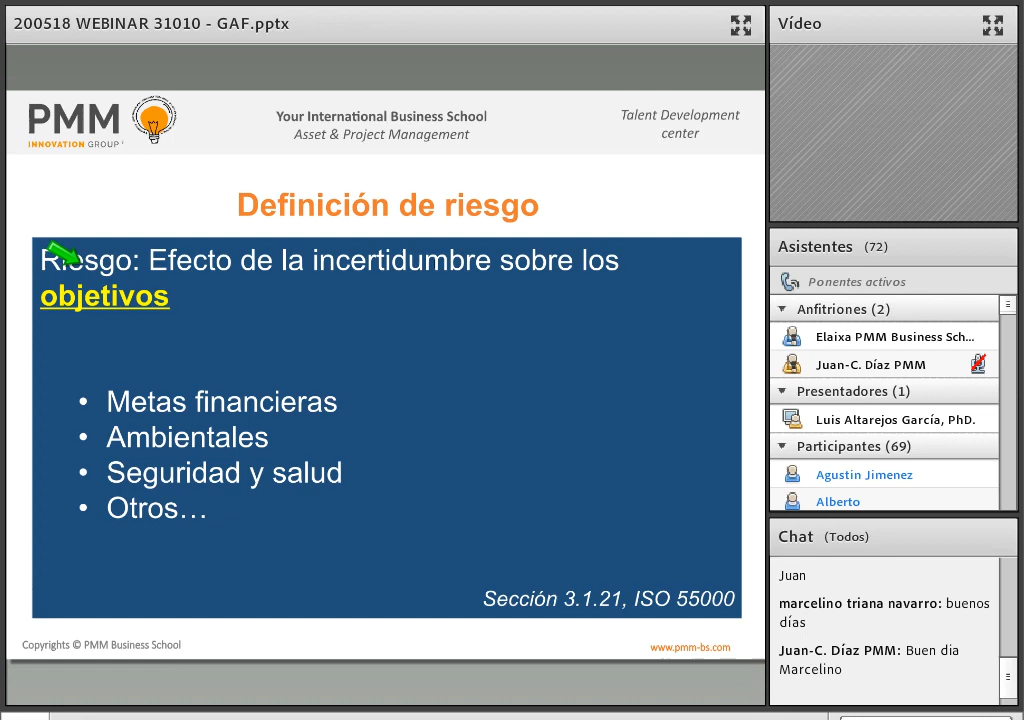 200518 WEBINAR 31010 - GAF.pptx
PMM
INNOVATION GROUP
Your International Business School
Asset & Project Management
Talent Development
center
Definición de riesgo
Riesgo: Efecto de la incertidumbre sobre los
objetivos
• Metas financieras
• Ambientales
• Seguridad y salud
• Otros…
Sección 3.1.21, ISO 55000
Copyrights © PMM Business School
www.pmm-bs.com
Vídeo
Asistentes (72)
Ponentes activos
Anfitriones (2)
Elaixa PMM Business Sch...
Juan-C. Díaz PMM
Presentadores (1)
Luis Altarejos García, PhD.
Participantes (69)
Agustin Jimenez
Alberto
Chat (Todos)
Juan
marcelino triana navarro: buenos
días
Juan-C. Díaz PMM: Buen dia
Marcelino